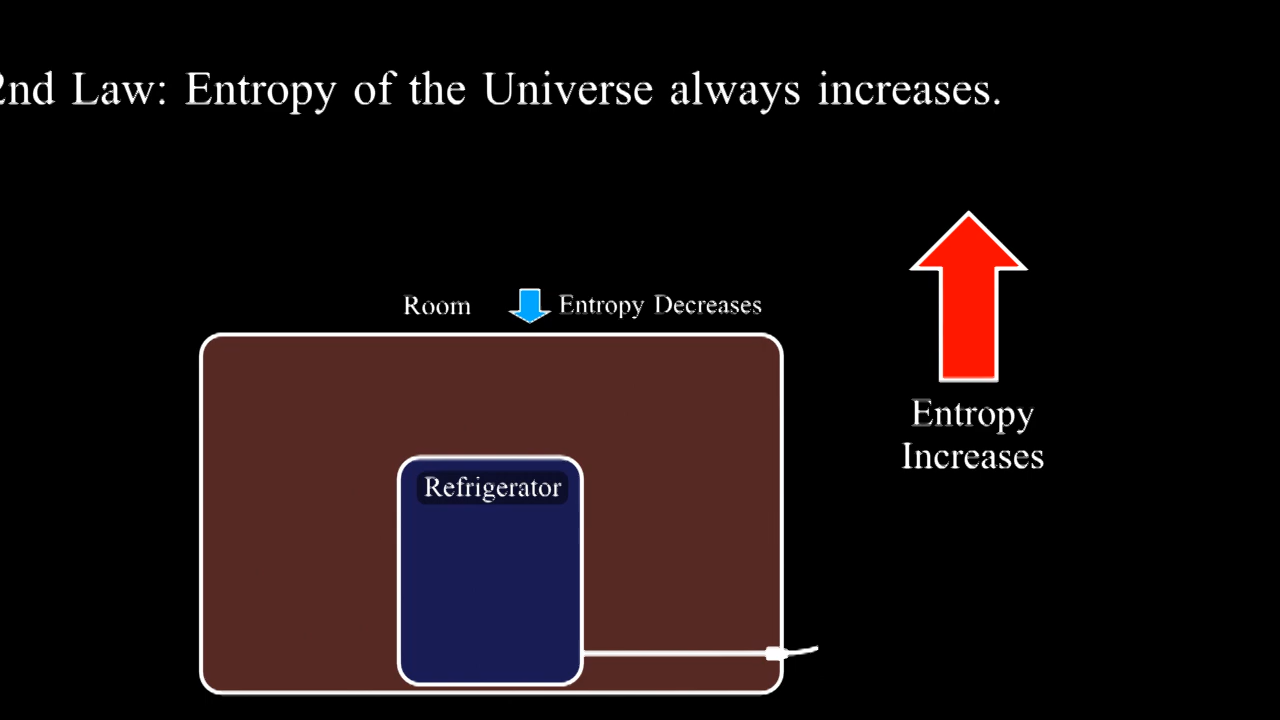 2nd Law: Entropy of the Universe always increases.
Room
Entropy Decreases
Entropy
Increases
Refrigerator